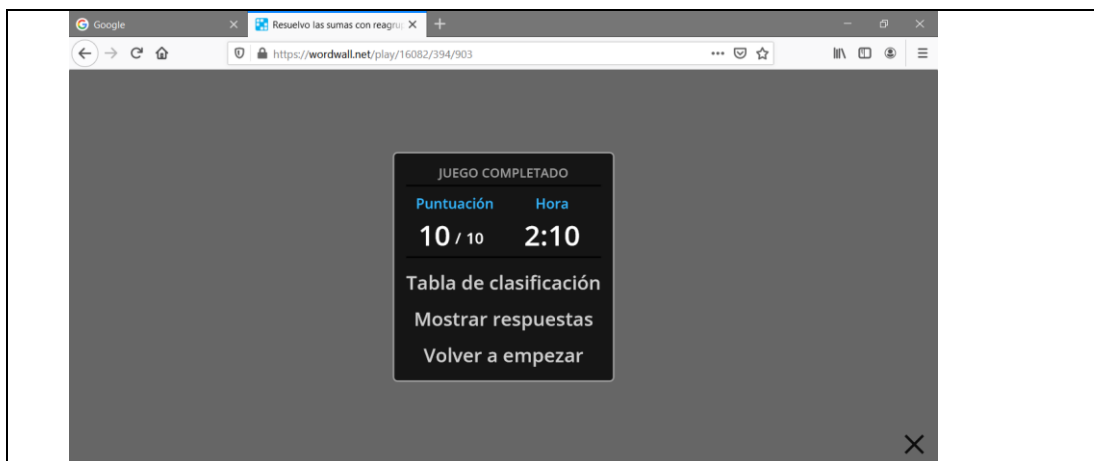 Google
Resuelvo las sumas con reagru
https://wordwall.net/play/16082/394/903
JUEGO COMPLETADO
Puntuación Hora
10 / 10 2:10
Tabla de clasificación
Mostrar respuestas
Volver a empezar